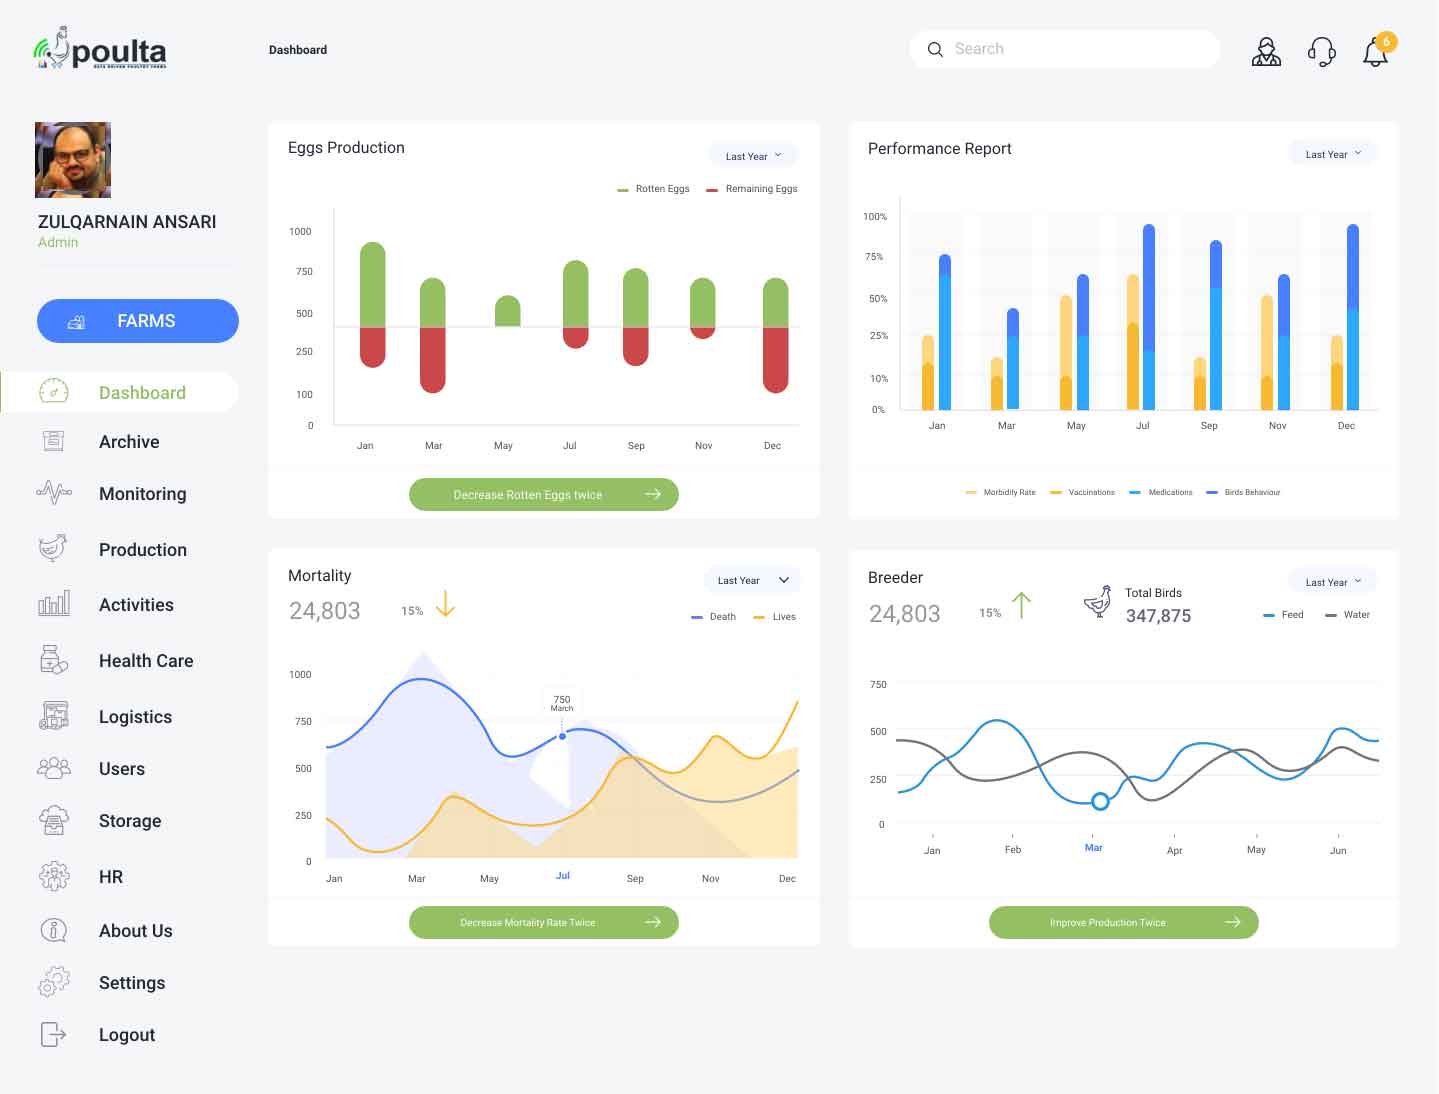 poulta
DATA DRIVEN POULTRY FARMS
Dashboard
Search
6
ZULQARNAIN ANSARI
Admin
FARMS
Dashboard
Archive
Monitoring
Production
Activities
Health Care
Logistics
Users
Storage
HR
About Us
Settings
Logout
Eggs Production
Last Year
Rotten Eggs Remaining Eggs
1000
750
500
250
100
0
Jan Mar May Jul Sep Nov Dec
Decrease Rotten Eggs twice
Performance Report
Last Year
100%
75%
50%
25%
10%
0%
Jan Mar May Jul Sep Nov Dec
Morbidity Rate Vaccinations Medications Birds Behaviour
Mortality
Last Year
24,803 15%
Death Lives
1000
750
500
250
0
750
March
Jan Mar May Jul Sep Nov Dec
Decrease Mortality Rate Twice
Breeder
Last Year
24,803 15%
Total Birds
347,875
Feed Water
750
500
250
0
Jan Feb Mar Apr May Jun
Improve Production Twice